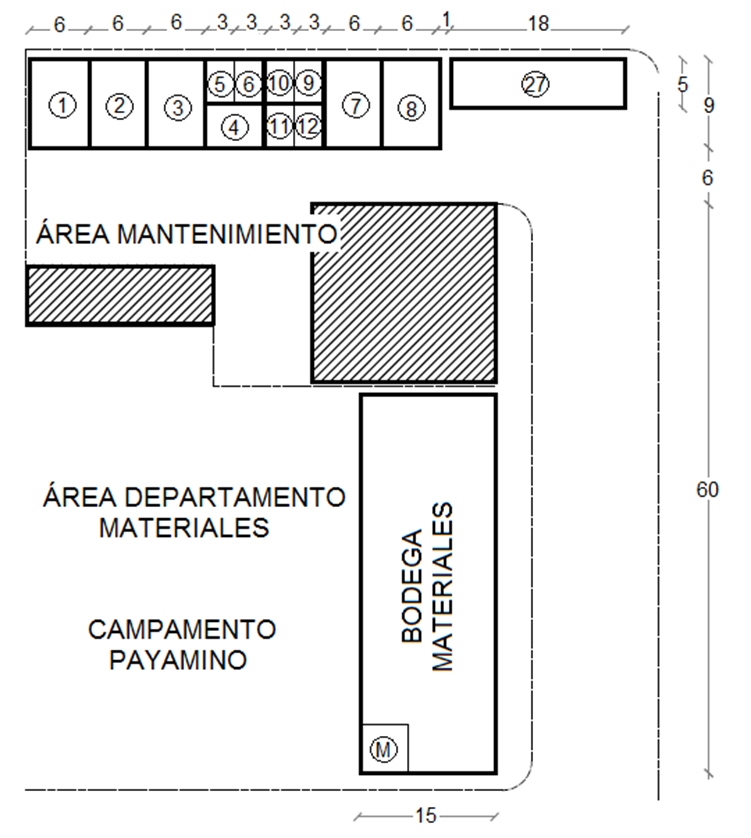 6 6 6 3 3 3 3 6 6 1 18
1 2 3 5 6 10 9 7 8 27
4 11 12
5
9
6
ÁREA MANTENIMIENTO
60
ÁREA DEPARTAMENTO
MATERIALES
BODEGA
MATERIALES
CAMPAMENTO
PAYAMINO
M
15